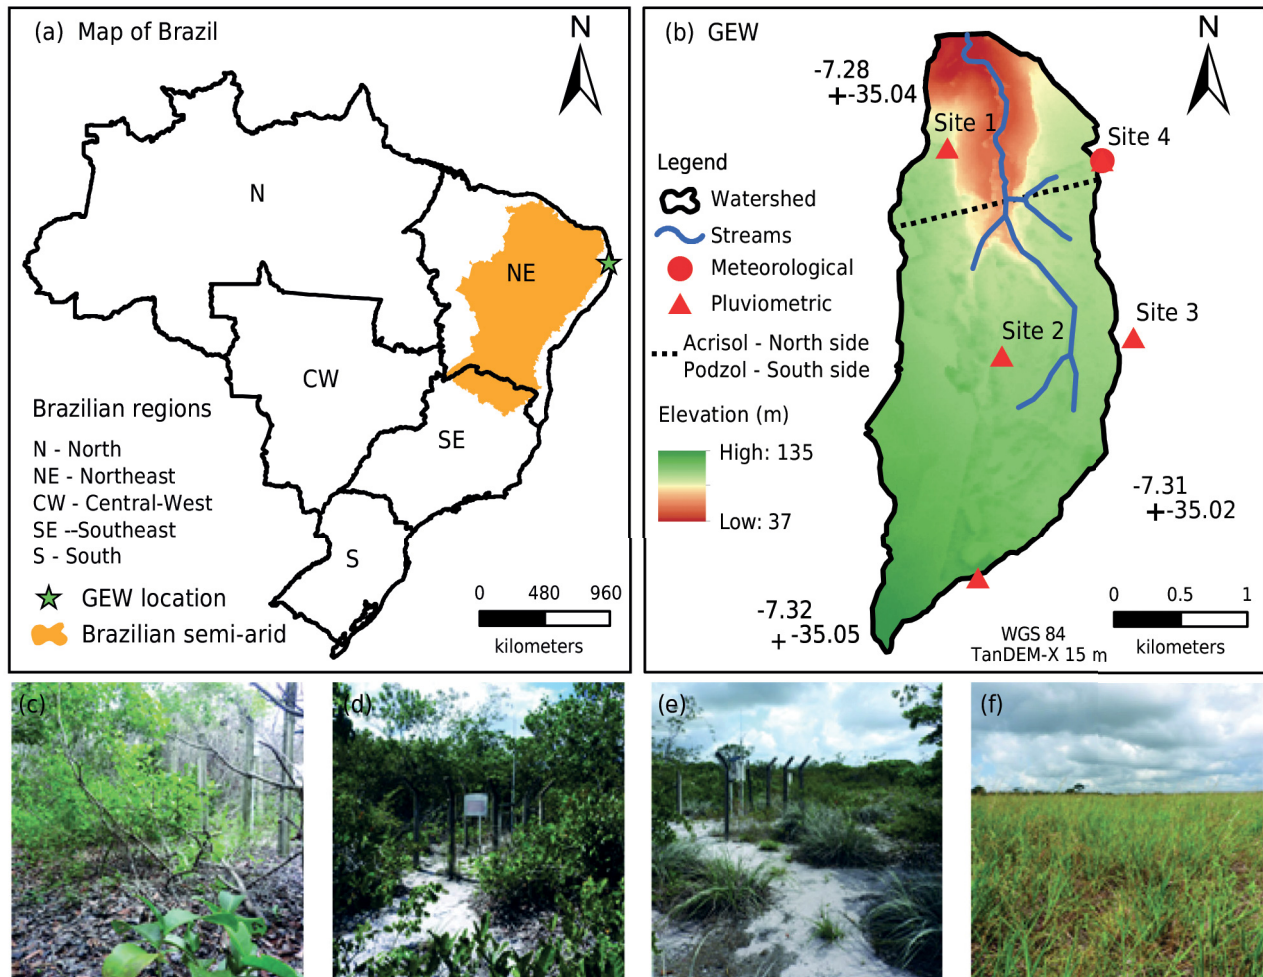 (a) Map of Brazil
N
N
NE
CW
SE
S
Brazilian regions
N - North
NE - Northeast
CW - Central-West
SE --Southeast
S - South
GEW location
Brazilian semi-arid
0 480 960
kilometers
(b) GEW
N
-7.28
-35.04
Site 1
Site 4
Legend
Watershed
Streams
Meteorological
Pluviometric
Acrisol - North side
Podzol - South side
Site 2
Site 3
Elevation (m)
High: 135
Low: 37
-7.31
-35.02
-7.32
-35.05
0 0.5 1
kilometers
WGS 84
TanDEM-X 15 m
(c)
(d)
(e)
(f)